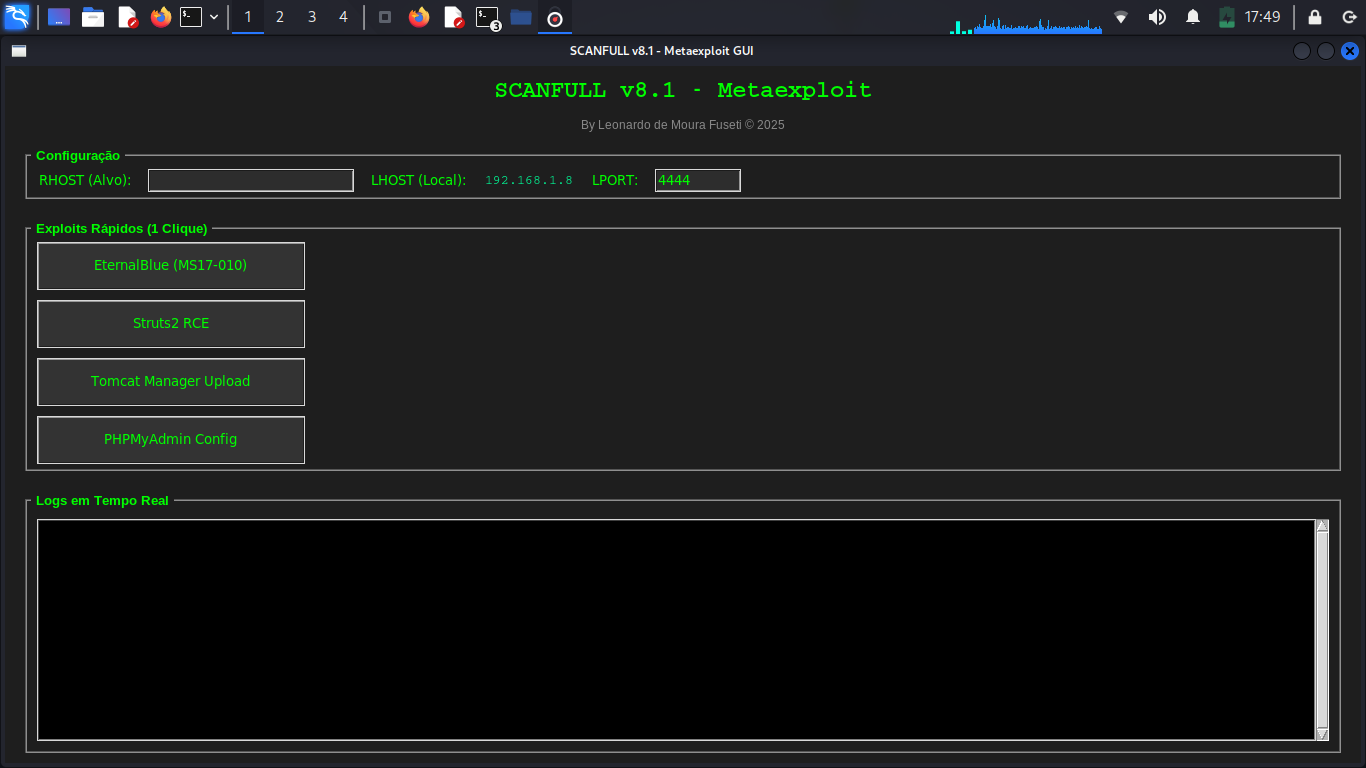 1 2 3 4 3 17:49
SCANFULL v8.1 - Metaexploit GUI
SCANFULL v8.1 - Metaexploit
By Leonardo de Moura Fuseti © 2025
Configuração
RHOST (Alvo): LHOST (Local): 192.168.1.8 LPORT: 4444
Exploits Rápidos (1 Clique)
EternalBlue (MS17-010)
Struts2 RCE
Tomcat Manager Upload
PHPMyAdmin Config
Logs em Tempo Real